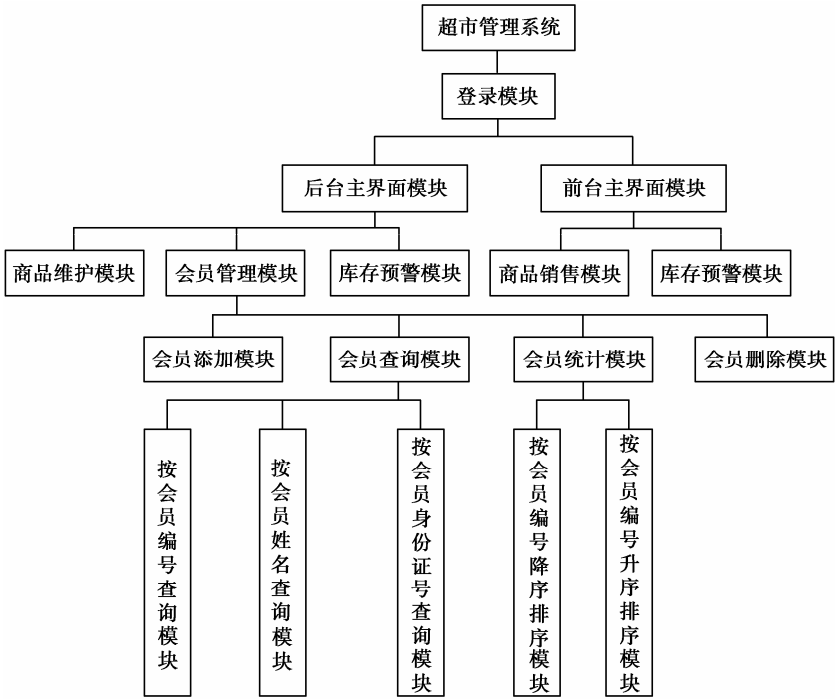 超市管理系统
登录模块
后台主界面模块
前台主界面模块
商品维护模块
会员管理模块
库存预警模块
商品销售模块
库存预警模块
会员添加模块
会员查询模块
会员统计模块
会员删除模块
按会员编号查询模块
按会员姓名查询模块
按会员身份证号查询模块
按会员编号降序排序模块
按会员编号升序排序模块